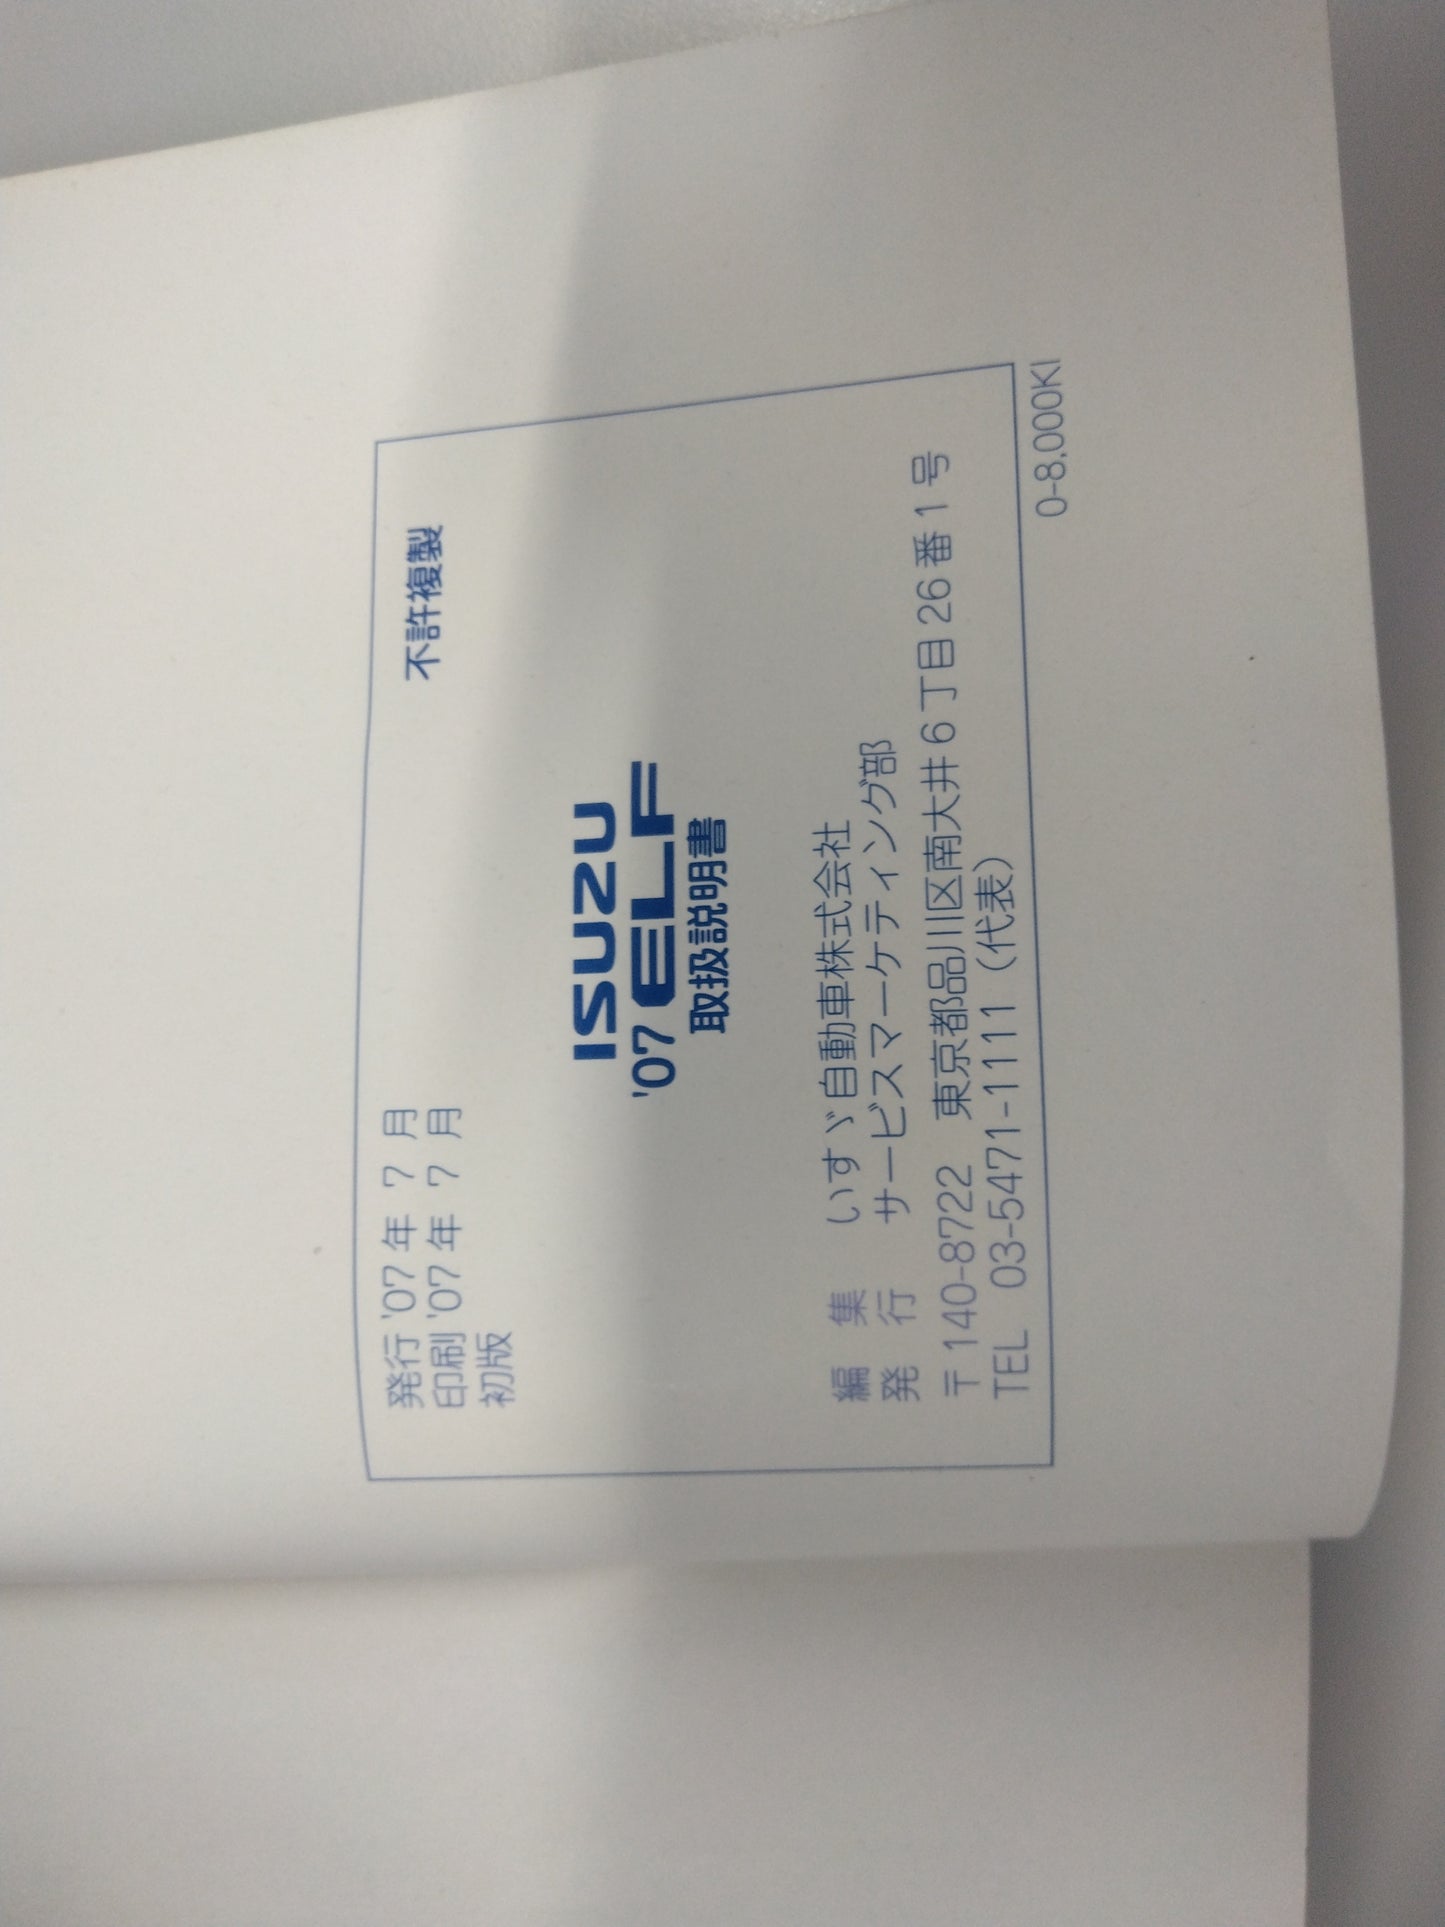 発行 '07 年 7 月
印刷 '07 年 7 月
初版
不許複製
ISUZU
'07 ELF
取扱説明書
編 集 いすゞ自動車株式会社
発 行 サービスマーケティング部
〒140-8722 東京都品川区南大井 6 丁目 26 番 1 号
TEL 03-5471-1111 (代表)
0-8,000KI